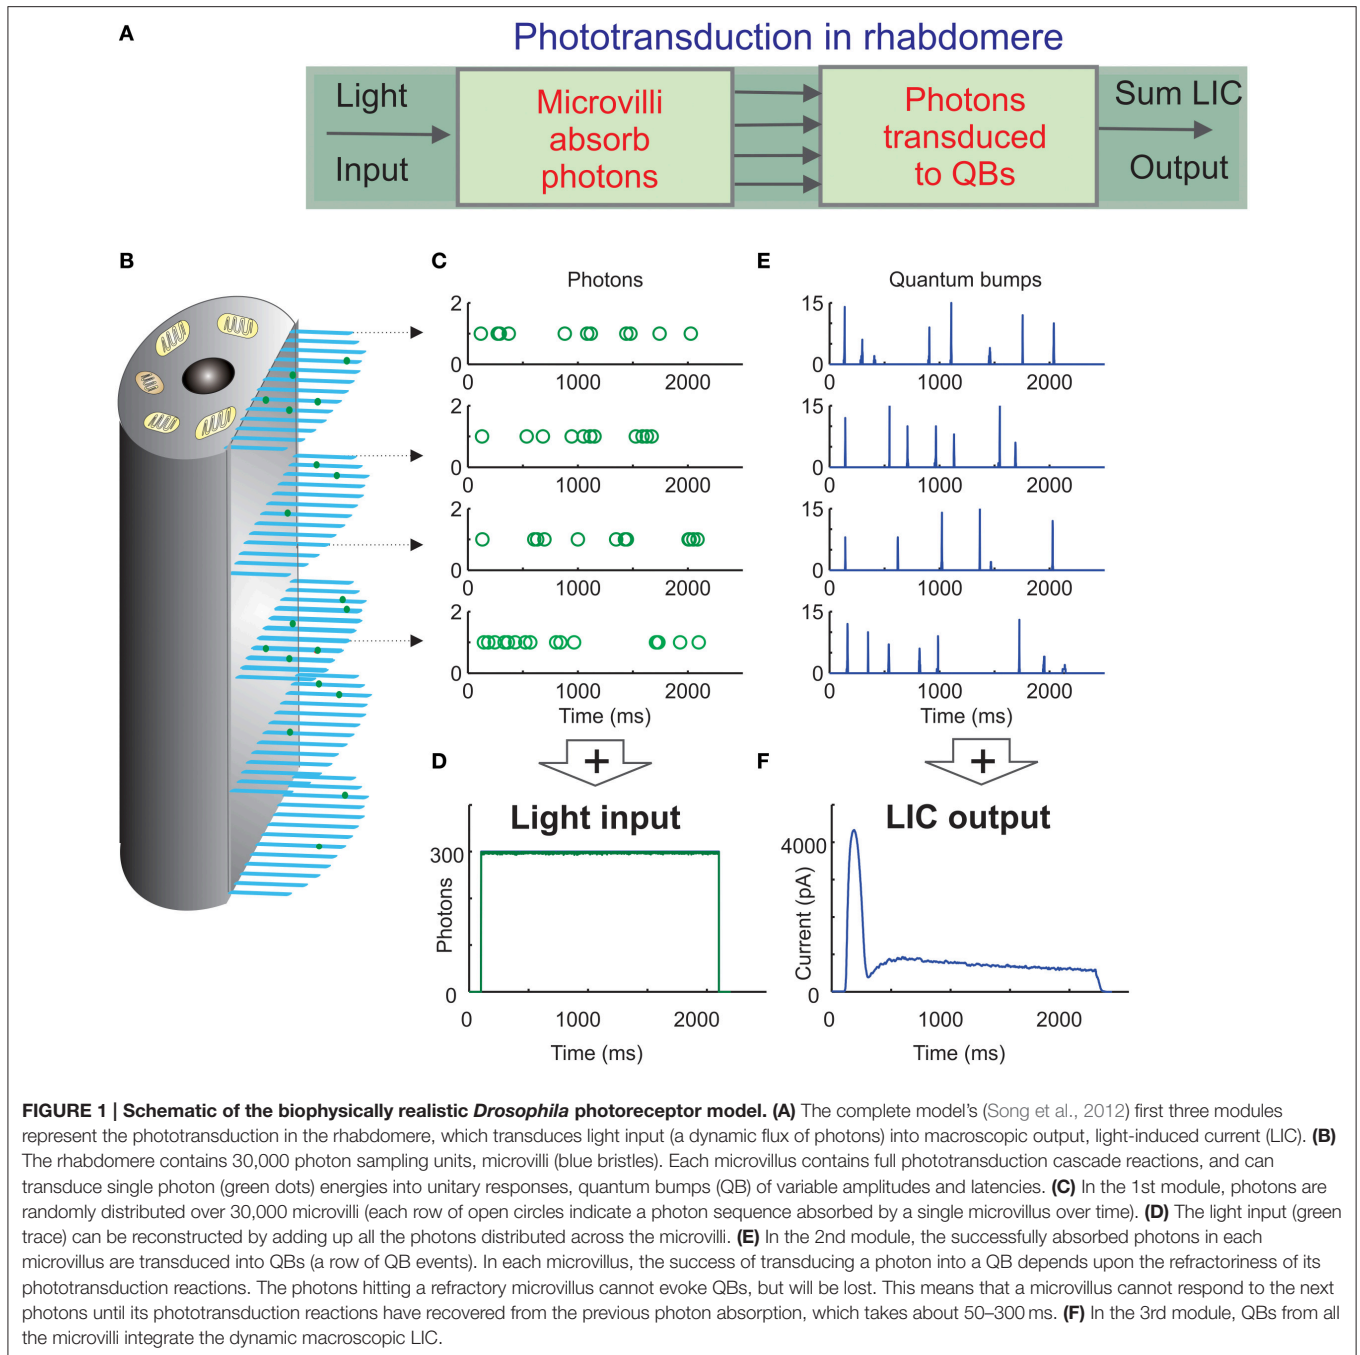 A
Phototransduction in rhabdomere
Light
Input
Microvilli
absorb
photons
Photons
transduced
to QBs
Sum LIC
Output
B
C
Photons
2
0
0
1000
2000
2
0
0
1000
2000
2
0
0
1000
2000
2
0
0
1000
2000
Time (ms)
E
Quantum bumps
15
0
0
1000
2000
15
0
0
1000
2000
15
0
0
1000
2000
15
0
0
1000
2000
Time (ms)
D
+
Light input
300
Photons
0
0
1000
2000
Time (ms)
F
+
LIC output
4000
Current (pA)
0
0
1000
2000
Time (ms)
FIGURE 1 | Schematic of the biophysically realistic Drosophila photoreceptor model. (A) The complete model's (Song et al., 2012) first three modules
represent the phototransduction in the rhabdomere, which transduces light input (a dynamic flux of photons) into macroscopic output, light-induced current (LIC). (B)
The rhabdomere contains 30,000 photon sampling units, microvilli (blue bristles). Each microvillus contains full phototransduction cascade reactions, and can
transduce single photon (green dots) energies into unitary responses, quantum bumps (QB) of variable amplitudes and latencies. (C) In the 1st module, photons are
randomly distributed over 30,000 microvilli (each row of open circles indicate a photon sequence absorbed by a single microvillus over time). (D) The light input (green
trace) can be reconstructed by adding up all the photons distributed across the microvilli. (E) In the 2nd module, the successfully absorbed photons in each
microvillus are transduced into QBs (a row of QB events). In each microvillus, the success of transducing a photon into a QB depends upon the refractoriness of its
phototransduction reactions. The photons hitting a refractory microvillus cannot evoke QBs, but will be lost. This means that a microvillus cannot respond to the next
photons until its phototransduction reactions have recovered from the previous photon absorption, which takes about 50–300 ms. (F) In the 3rd module, QBs from all
the microvilli integrate the dynamic macroscopic LIC.